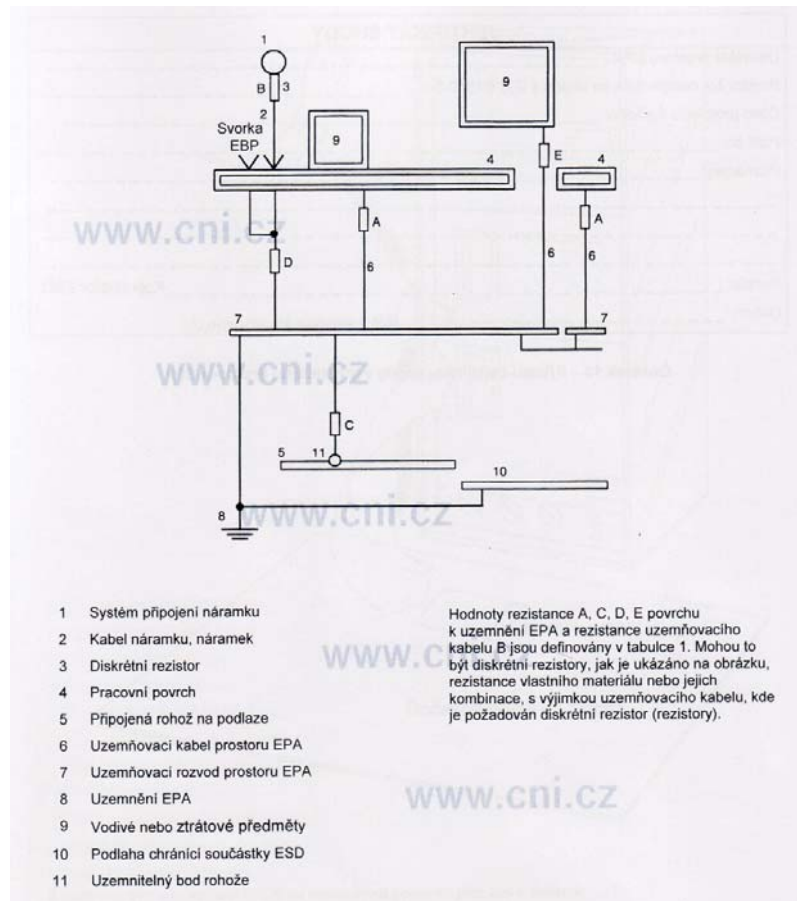 1
9
B 3
2
Svorka
EBP
9
4
E
4
A
A
6
6
6
D
7
7
C
5
11
10
8
www.cni.cz
www.cni.cz
www.cni.cz
1 Systém připojení náramku
2 Kabel náramku, náramek
3 Diskrétní rezistor
4 Pracovní povrch
5 Připojená rohož na podlaze
6 Uzemňovací kabel prostoru EPA
7 Uzemňovací rozvod prostoru EPA
8 Uzemnění EPA
9 Vodivé nebo ztrátové předměty
10 Podlaha chránící součástky ESD
11 Uzemnitelný bod rohože
Hodnoty rezistance A, C, D, E povrchu
k uzemnění EPA a rezistance uzemňovacího
kabelu B jsou definovány v tabulce 1. Mohou to
být diskrétní rezistory, jak je ukázáno na obrázku,
rezistance vlastního materiálu nebo jejich
kombinace, s výjimkou uzemňovacího kabelu, kde
je požadován diskrétní rezistor (rezistory).
www.cni.cz
www.cni.cz